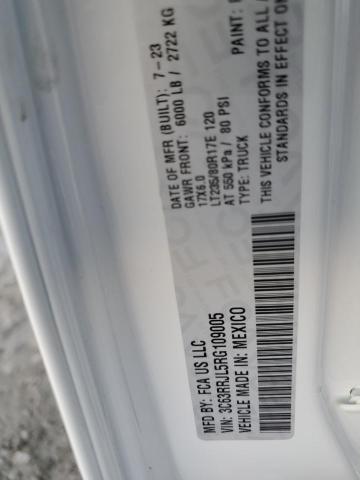 MFD BY: FCA US LLC
DATE OF MFR (BUILT): 7-23
GAWR FRONT: 6000 LB / 2722 KG
17X6.0
LT235/80R17E 120
AT 550 kPa / 80 PSI
TYPE: TRUCK
PAINT:
VIN: 3C63RRJL5RG109005
VEHICLE MADE IN: MEXICO
THIS VEHICLE CONFORMS TO ALL
STANDARDS IN EFFECT ON